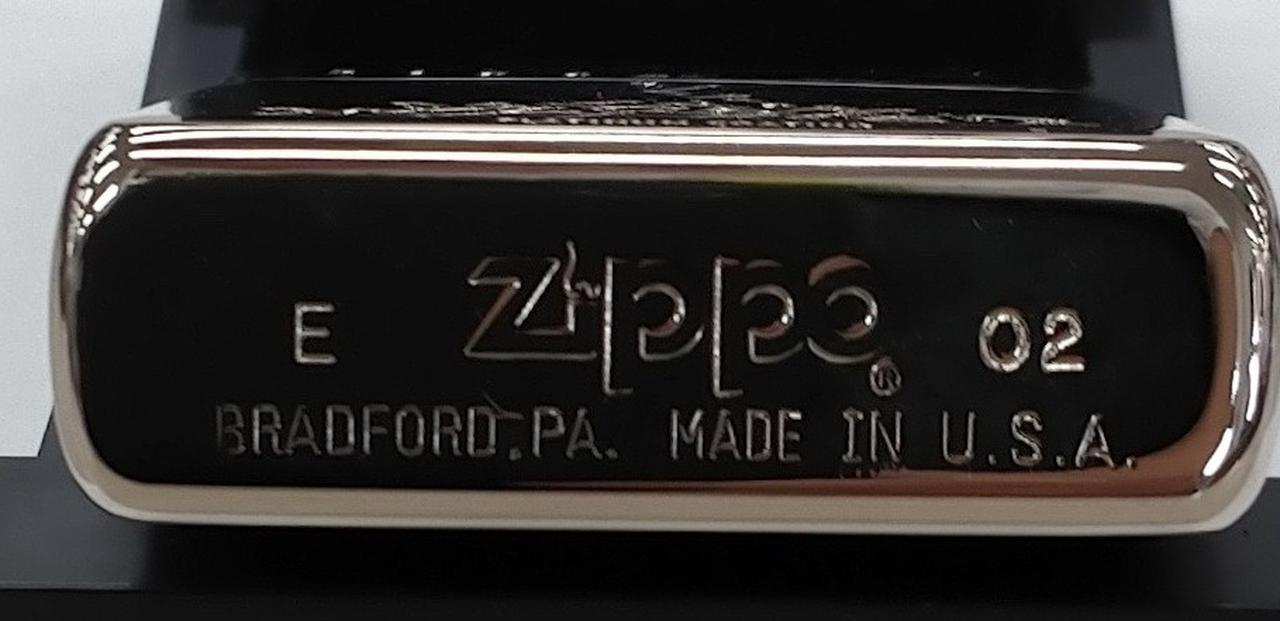 E Zippo® 02
BRADFORD, PA. MADE IN U.S.A.